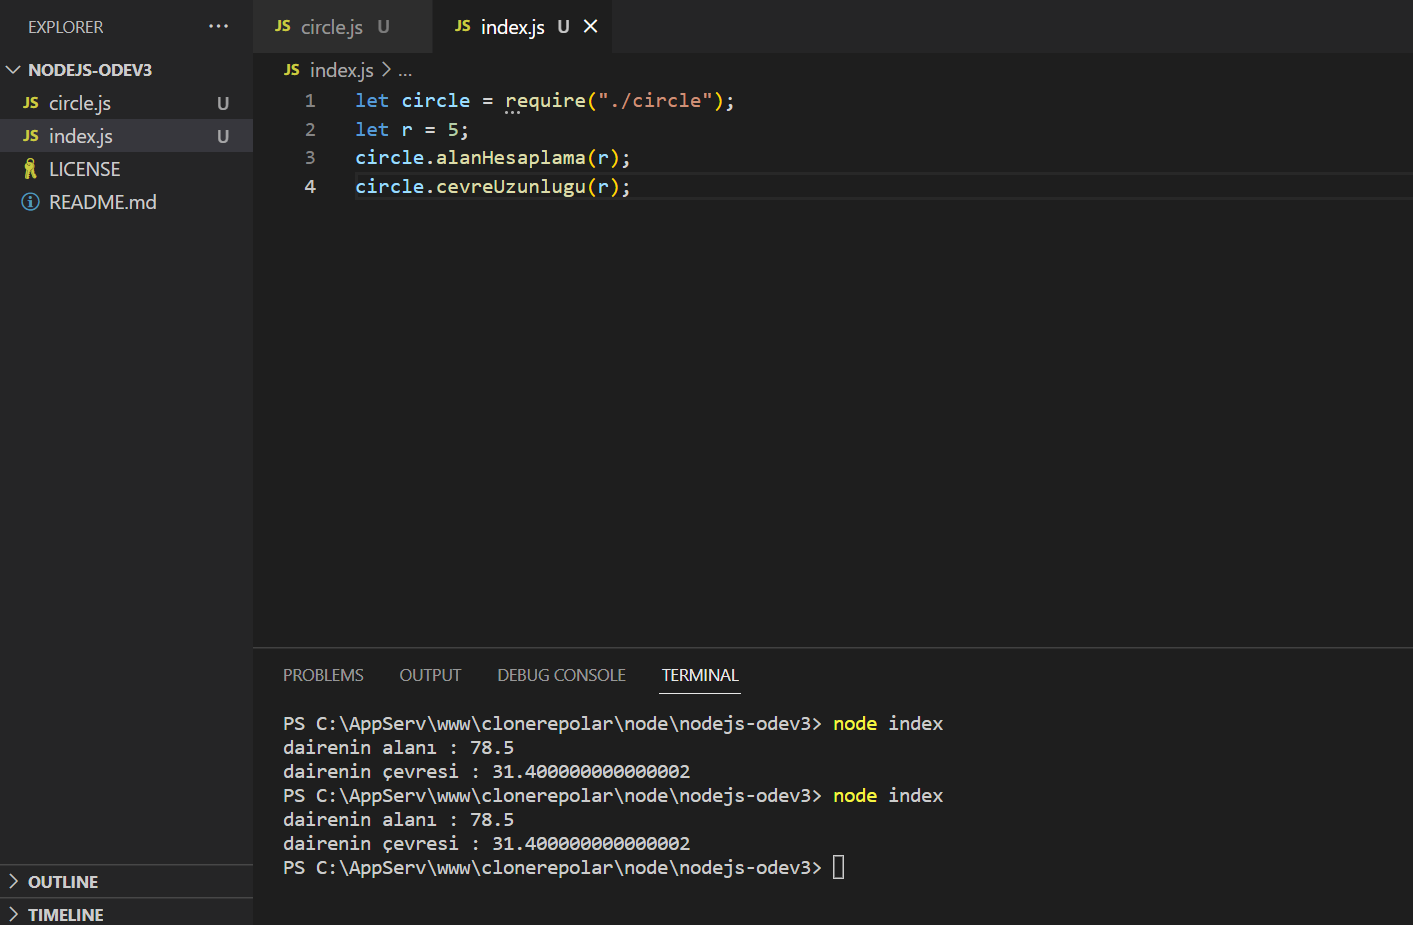 EXPLORER ...
NODEJS-ODEV3
JS circle.js U
JS index.js U
LICENSE
README.md
OUTLINE
TIMELINE
JS circle.js U JS index.js U
JS index.js > ...
1 let circle = require("./circle");
2 let r = 5;
3 circle.alanHesaplama(r);
4 circle.cevreUzunlugu(r);
PROBLEMS OUTPUT DEBUG CONSOLE TERMINAL
PS C:\AppServ\www\clonerepolar\node\nodejs-odev3> node index
dairenin alanı : 78.5
dairenin çevresi : 31.400000000000002
PS C:\AppServ\www\clonerepolar\node\nodejs-odev3> node index
dairenin alanı : 78.5
dairenin çevresi : 31.400000000000002
PS C:\AppServ\www\clonerepolar\node\nodejs-odev3>